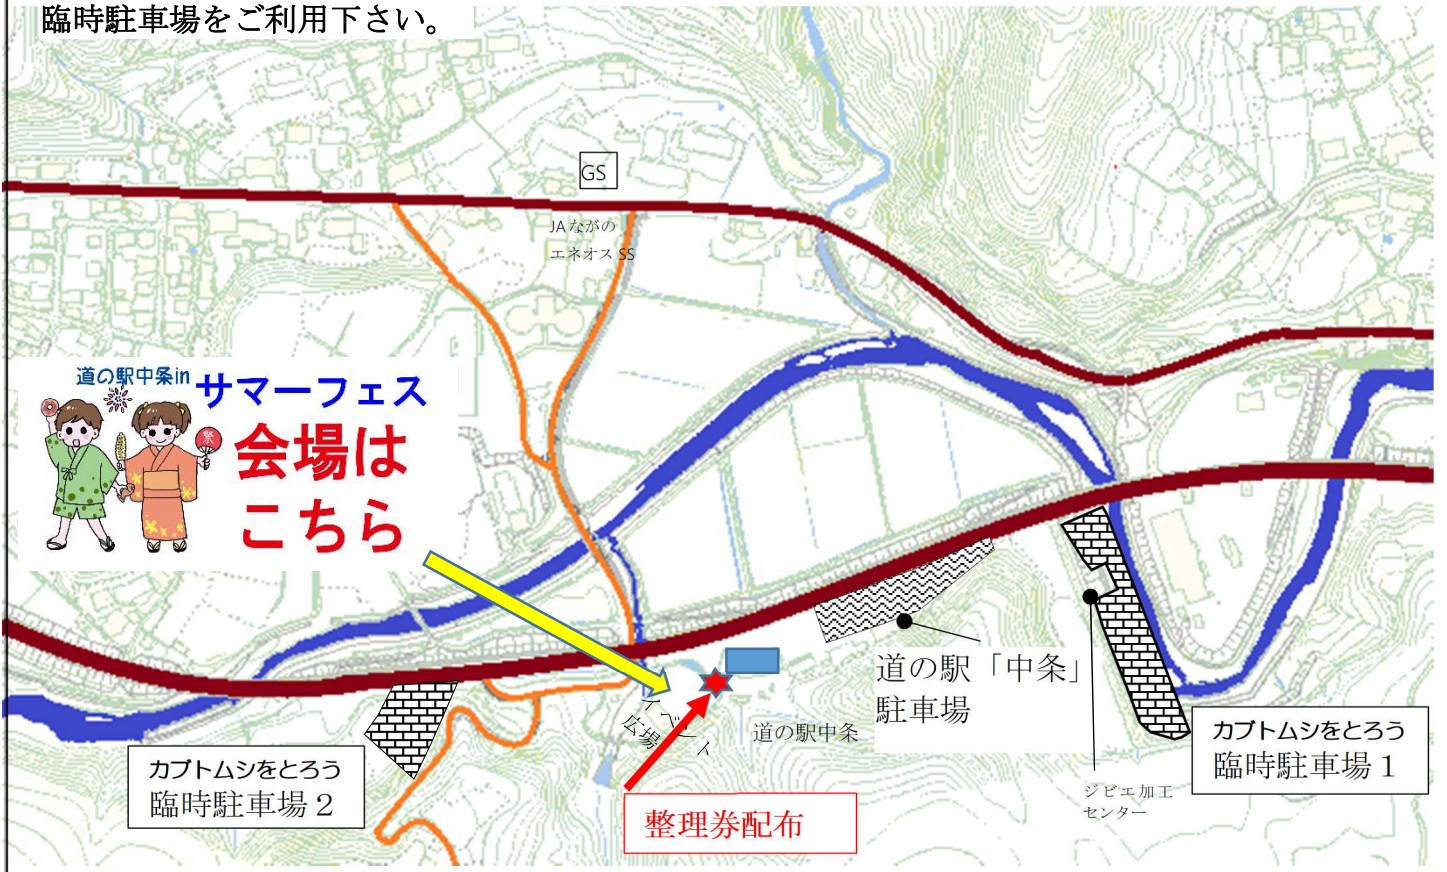 臨時駐車場をご利用下さい。
GS
JAながの
エネオス SS
道の駅中条in
サマーフェス
祭
会場は
こちら
道の駅「中条」
駐車場
イベント
広場
道の駅中条
カブトムシをとろう
臨時駐車場1
カブトムシをとろう
臨時駐車場2
ジビエ加工
センター
整理券配布